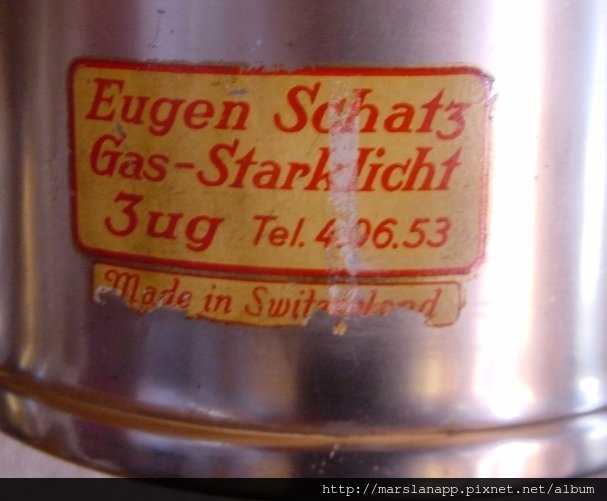 Eugen Schatz
Gas-Starklicht
Zug Tel. 4.06.53
Made in Switzerland
http://marslanapp.pixnet.net/album